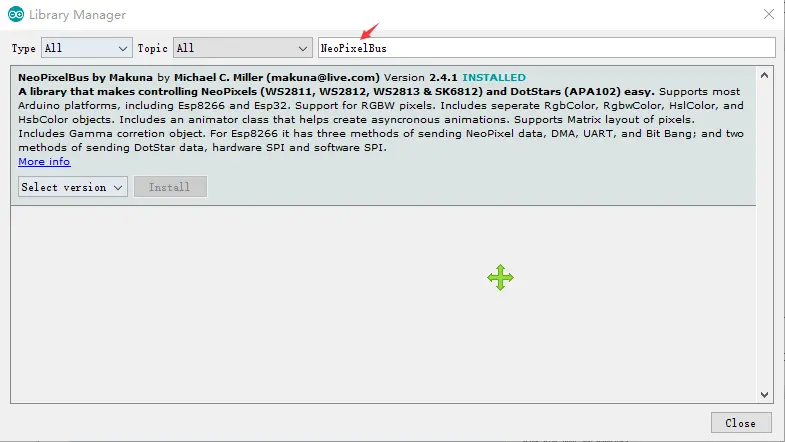 Library Manager
Type All Topic All NeoPixelBus
NeoPixelBus by Makuna by Michael C. Miller (makuna@live.com) Version 2.4.1 INSTALLED
A library that makes controlling NeoPixels (WS2811, WS2812, WS2813 & SK6812) and DotStars (APA102) easy. Supports most
Arduino platforms, including Esp8266 and Esp32. Support for RGBW pixels. Includes seperate RgbColor, RgbwColor, HslColor, and
HsbColor objects. Includes an animator class that helps create asyncronous animations. Supports Matrix layout of pixels.
Includes Gamma corretion object. For Esp8266 it has three methods of sending NeoPixel data, DMA, UART, and Bit Bang; and two
methods of sending DotStar data, hardware SPI and software SPI.
More info
Select version Install
Close